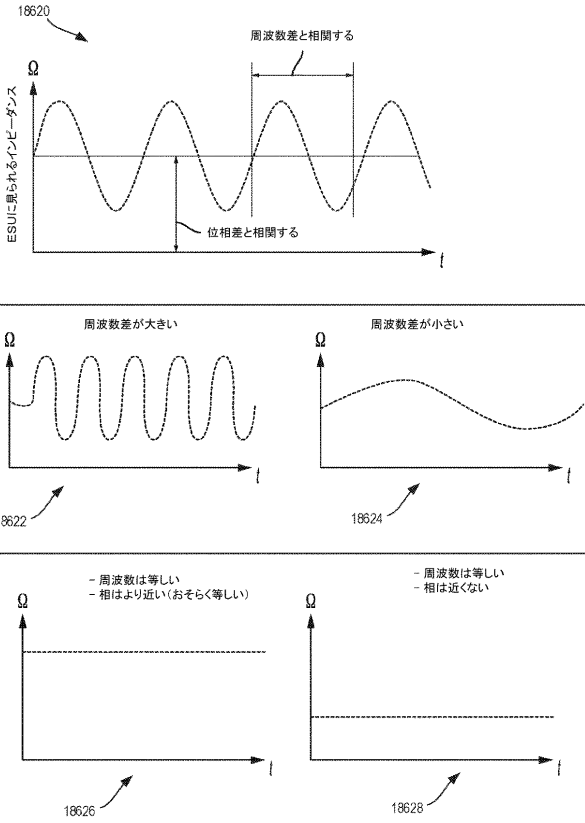 18620
周波数差と相関する
Ω
ESUに見られるインピーダンス
位相差と相関する
t
周波数差が大きい
Ω
t
8622
周波数差が小さい
Ω
t
18624
- 周波数は等しい
- 相はより近い(おそらく等しい)
Ω
t
18626
- 周波数は等しい
- 相は近くない
Ω
t
18628